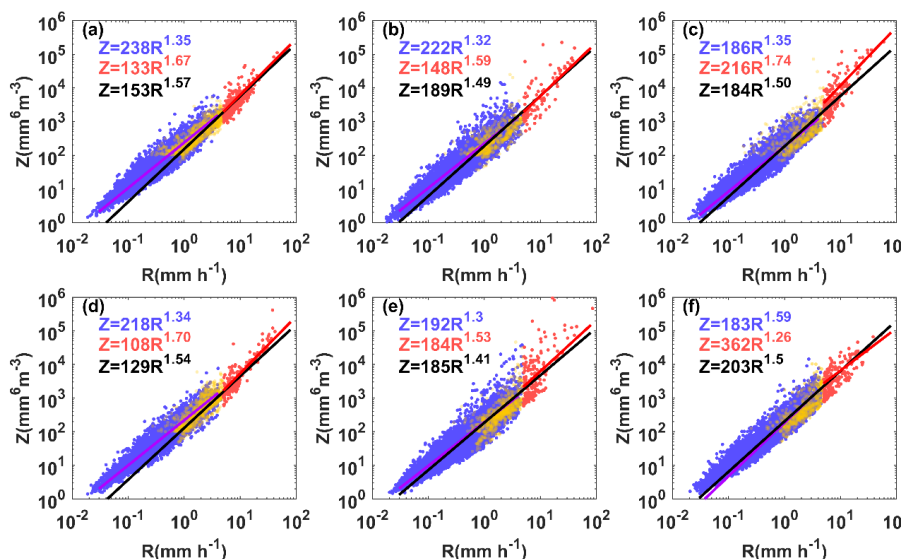 (a)
Z=238R^1.35
Z=133R^1.67
Z=153R^1.57
Z(mm^6m^-3)
10^6
10^5
10^4
10^3
10^2
10^1
10^0
10^-2 10^-1 10^0 10^1 10^2
R(mm h^-1)
(b)
Z=222R^1.32
Z=148R^1.59
Z=189R^1.49
Z(mm^6m^-3)
10^6
10^5
10^4
10^3
10^2
10^1
10^0
10^-2 10^-1 10^0 10^1 10^2
R(mm h^-1)
(c)
Z=186R^1.35
Z=216R^1.74
Z=184R^1.50
Z(mm^6m^-3)
10^6
10^5
10^4
10^3
10^2
10^1
10^0
10^-2 10^-1 10^0 10^1 10^2
R(mm h^-1)
(d)
Z=218R^1.34
Z=108R^1.70
Z=129R^1.54
Z(mm^6m^-3)
10^6
10^5
10^4
10^3
10^2
10^1
10^0
10^-2 10^-1 10^0 10^1 10^2
R(mm h^-1)
(e)
Z=192R^1.3
Z=184R^1.53
Z=185R^1.41
Z(mm^6m^-3)
10^6
10^5
10^4
10^3
10^2
10^1
10^0
10^-2 10^-1 10^0 10^1 10^2
R(mm h^-1)
(f)
Z=183R^1.59
Z=362R^1.26
Z=203R^1.5
Z(mm^6m^-3)
10^6
10^5
10^4
10^3
10^2
10^1
10^0
10^-2 10^-1 10^0 10^1 10^2
R(mm h^-1)